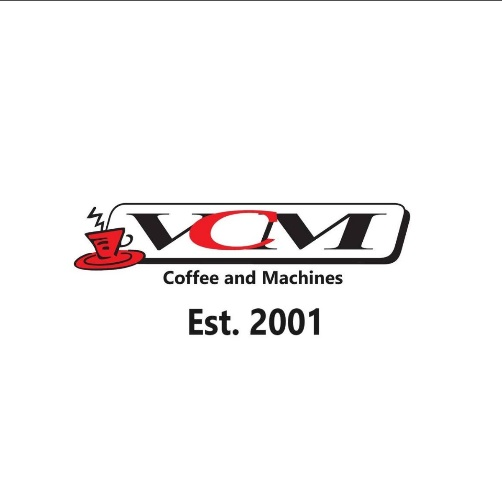 VCM
Coffee and Machines
Est. 2001